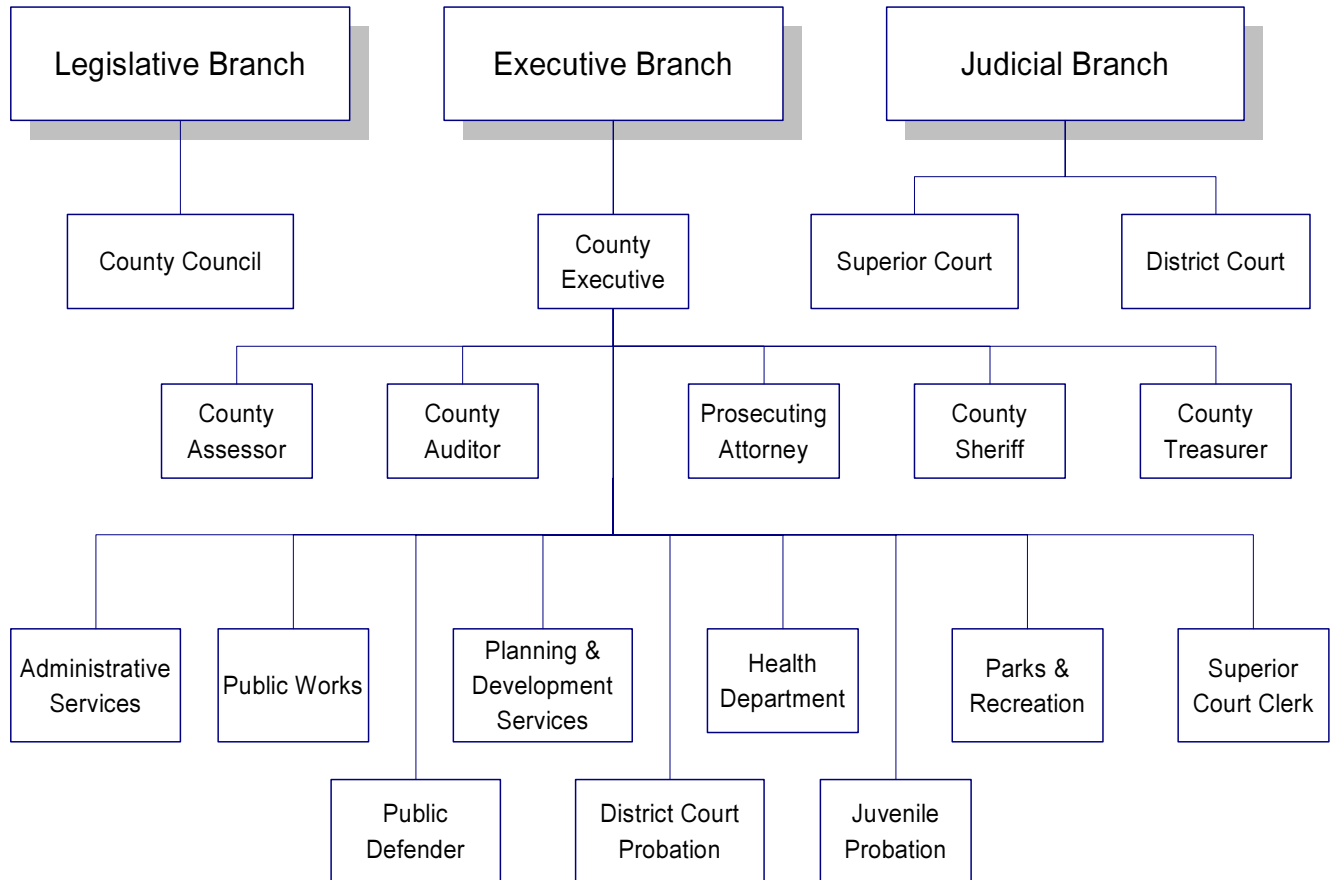 Legislative Branch
Executive Branch
Judicial Branch
County Council
County
Executive
Superior Court
District Court
County
Assessor
County
Auditor
Prosecuting
Attorney
County
Sheriff
County
Treasurer
Administrative
Services
Public Works
Planning &
Development
Services
Health
Department
Parks &
Recreation
Superior
Court Clerk
Public
Defender
District Court
Probation
Juvenile
Probation